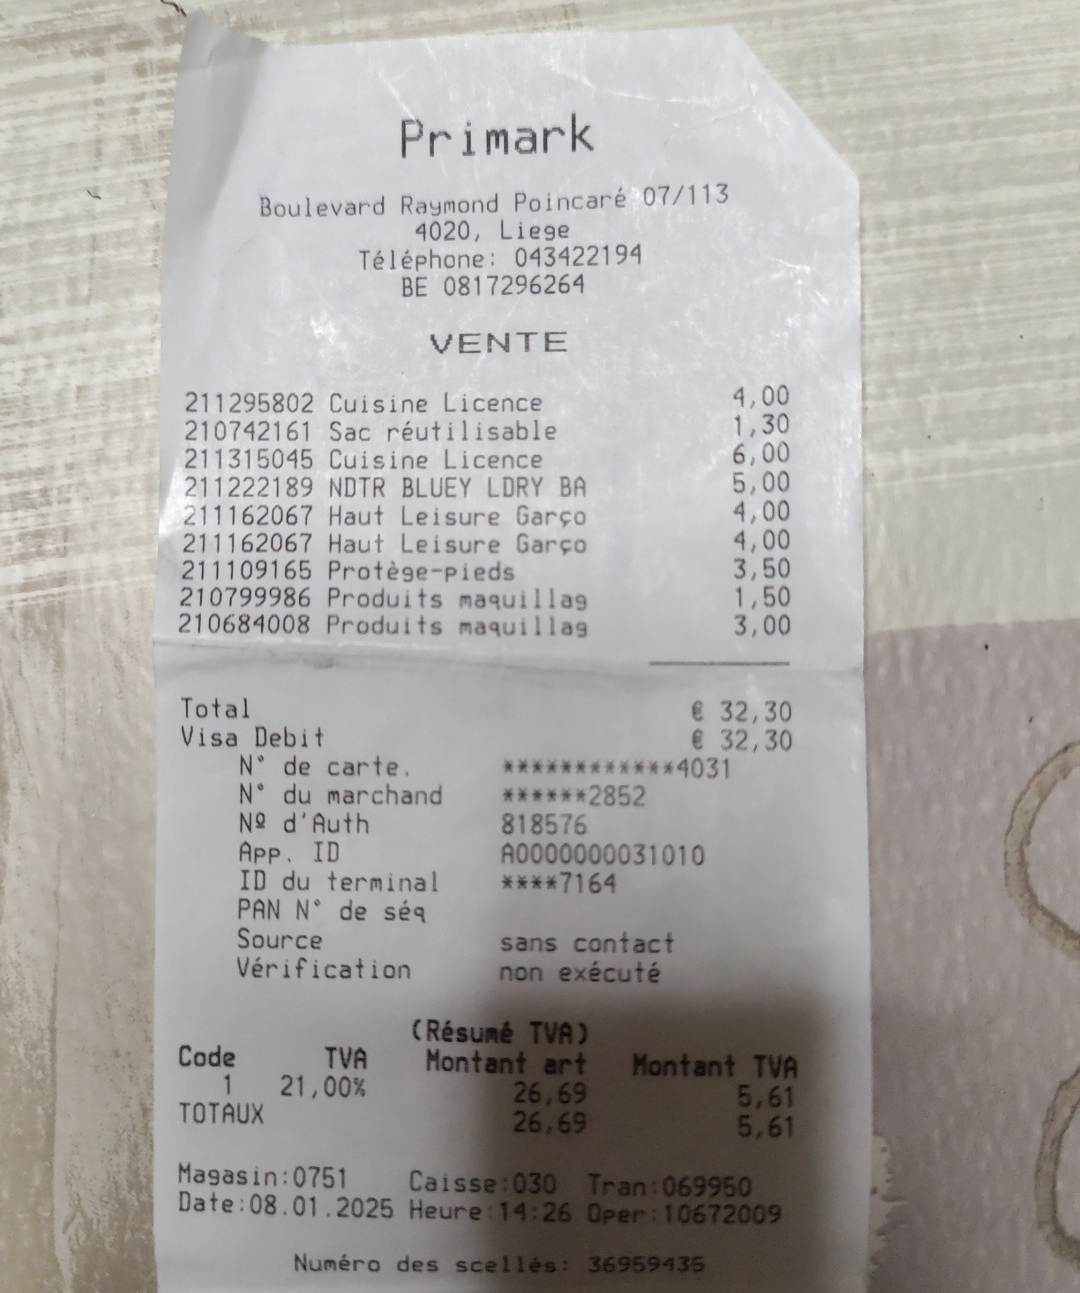 Primark
Boulevard Raymond Poincaré 07/113
4020, Liege
Téléphone: 043422194
BE 0817296264
VENTE
211295802 Cuisine Licence 4,00
210742161 Sac réutilisable 1,30
211315045 Cuisine Licence 6,00
211222189 NDTR BLUEY LDRY BA 5,00
211162067 Haut Leisure Garço 4,00
211162067 Haut Leisure Garço 4,00
211109165 Protège-pieds 3,50
210799986 Produits maquillag 1,50
210684008 Produits maquillag 3,00
Total € 32,30
Visa Debit € 32,30
N° de carte. ************4031
N° du marchand ******2852
Nº d'Auth 818576
App. ID A0000000031010
ID du terminal ****7164
PAN N° de séq
Source sans contact
Vérification non exécuté
(Résumé TVA)
Code TVA Montant art Montant TVA
1 21,00% 26,69 5,61
TOTAUX 26,69 5,61
Magasin:0751 Caisse:030 Tran:069950
Date:08.01.2025 Heure:14:26 Oper:10672009
Numéro des scellés: 36959435